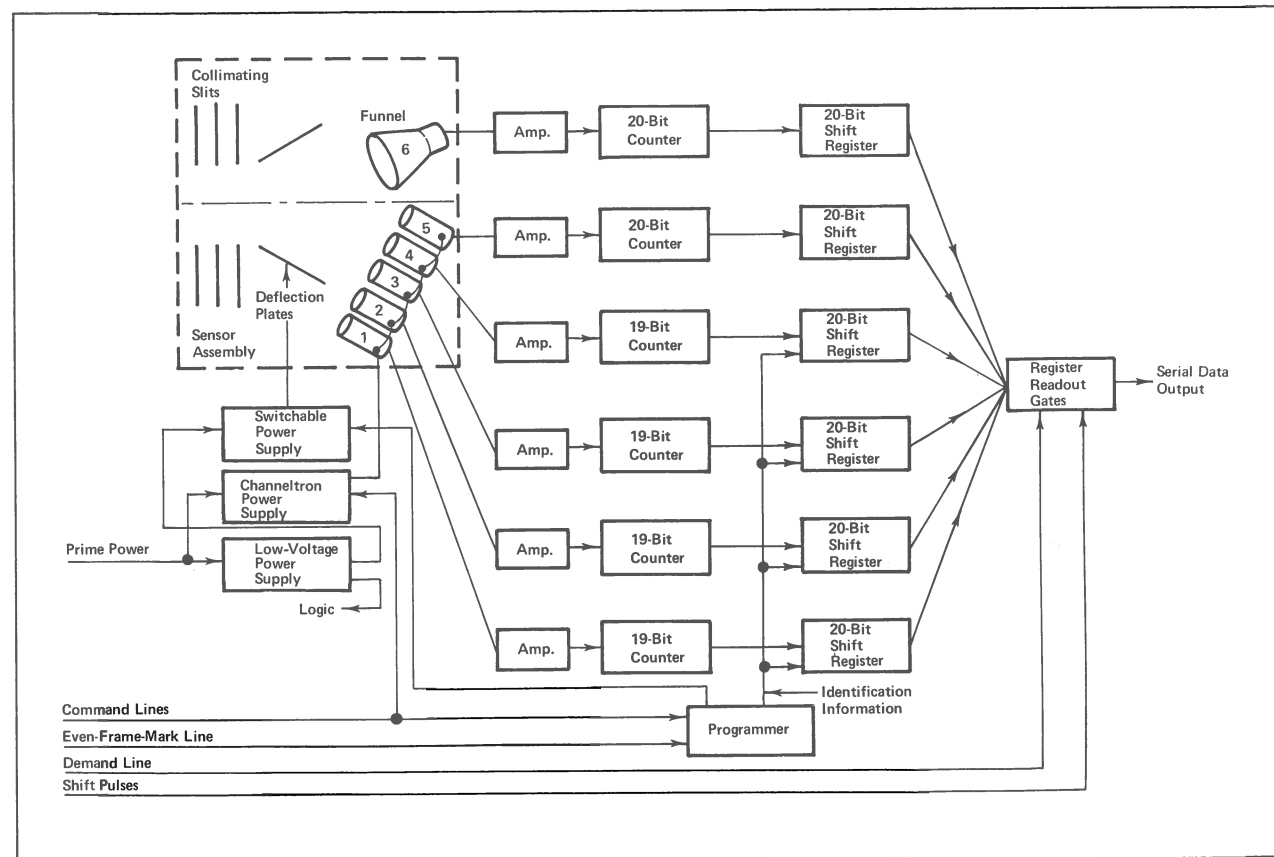 Collimating
Slits
Funnel
6
5
4
3
2
1
Deflection
Plates
Sensor
Assembly
Amp.
20-Bit
Counter
20-Bit
Shift
Register
Amp.
20-Bit
Counter
20-Bit
Shift
Register
Amp.
19-Bit
Counter
20-Bit
Shift
Register
Amp.
19-Bit
Counter
20-Bit
Shift
Register
Amp.
19-Bit
Counter
20-Bit
Shift
Register
Amp.
19-Bit
Counter
20-Bit
Shift
Register
Register
Readout
Gates
Serial Data
Output
Switchable
Power
Supply
Channeltron
Power
Supply
Prime Power
Low-Voltage
Power
Supply
Logic
Identification
Information
Programmer
Command Lines
Even-Frame-Mark Line
Demand Line
Shift Pulses